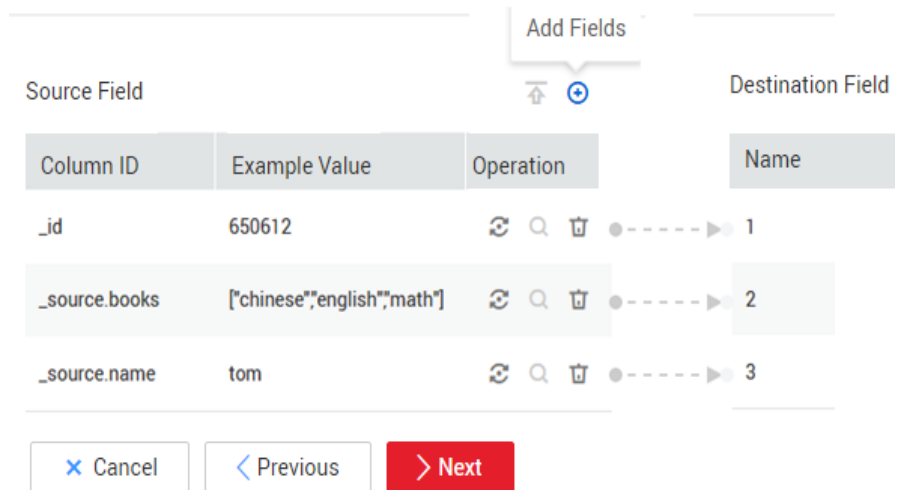 Add Fields
Source Field
Destination Field
Column ID Example Value Operation Name
_id 650612 1
_source.books ["chinese","english","math"] 2
_source.name tom 3
Cancel Previous Next